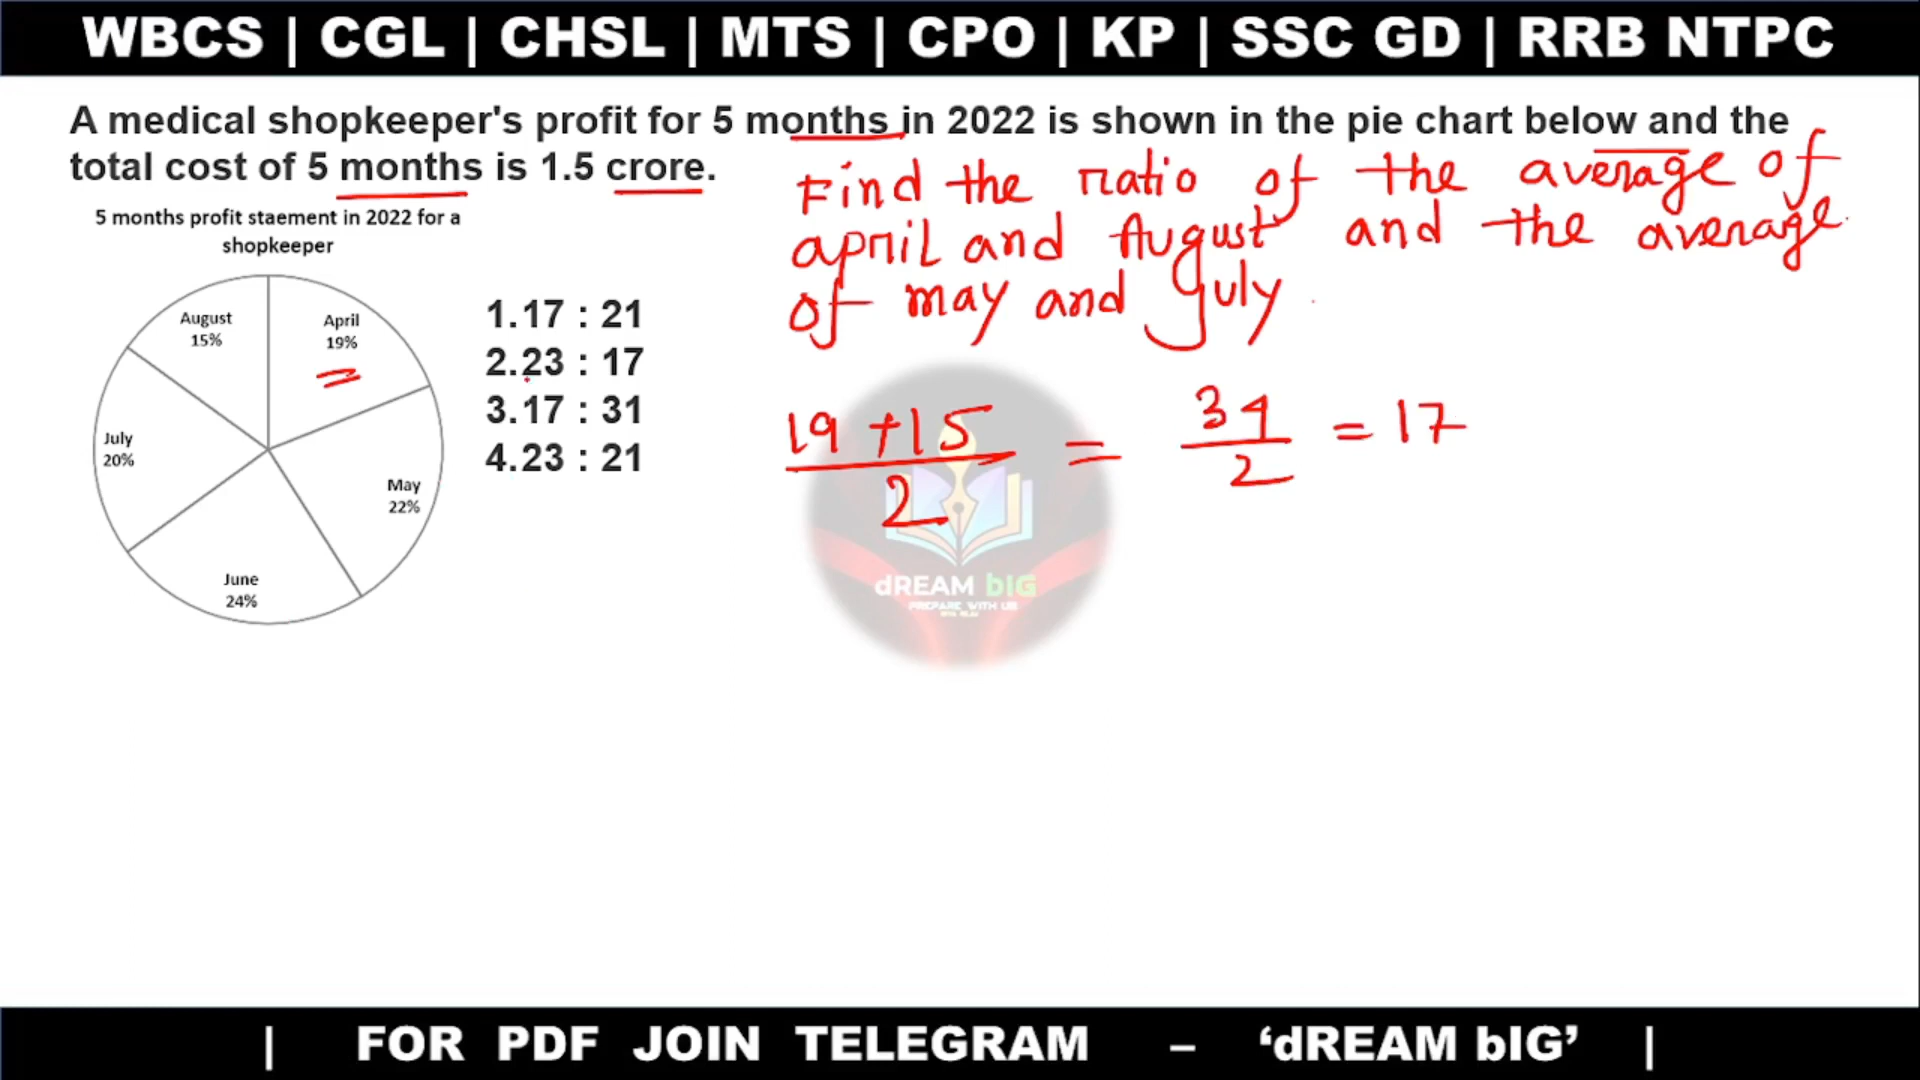 WBCS | CGL | CHSL | MTS | CPO | KP | SSC GD | RRB NTPC
A medical shopkeeper's profit for 5 months in 2022 is shown in the pie chart below and the
total cost of 5 months is 1.5 crore.
Find the ratio of the average of
april and August and the average
of may and july
5 months profit staement in 2022 for a
shopkeeper
August
15%
April
19%
July
20%
May
22%
June
24%
1.17 : 21
2.23 : 17
3.17 : 31
4.23 : 21
19 + 15 / 2 = 34 / 2 = 17
dREAM bIG
PREPARE WITH US
| FOR PDF JOIN TELEGRAM – ‘dREAM bIG’ |